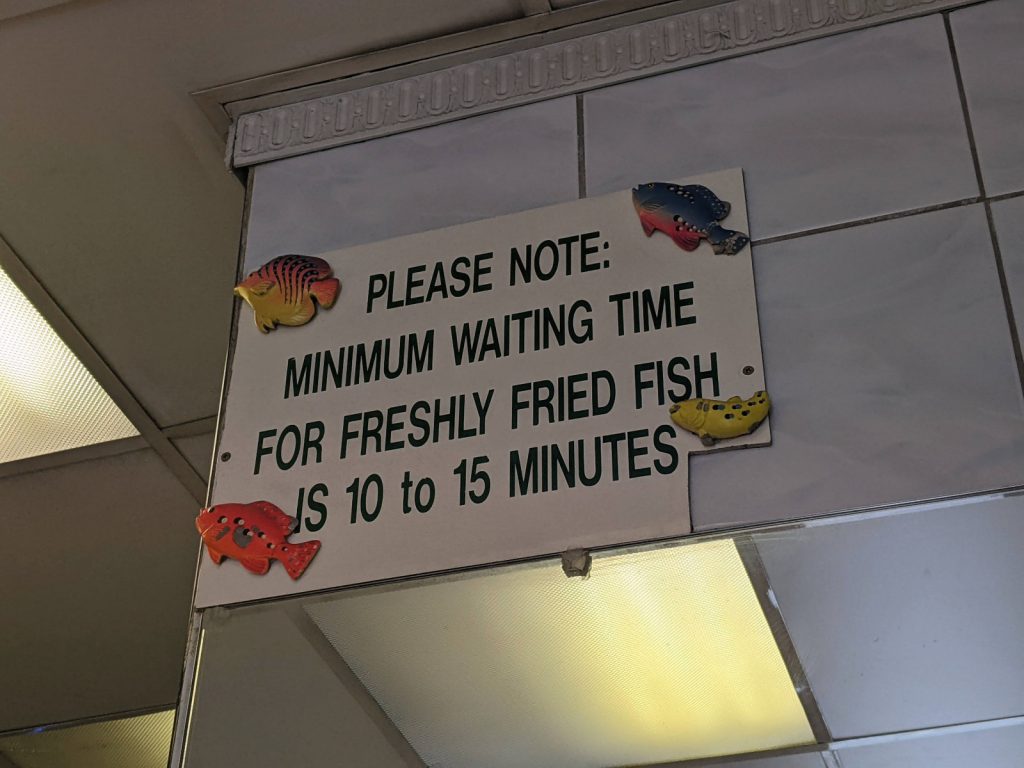 PLEASE NOTE:
MINIMUM WAITING TIME
FOR FRESHLY FRIED FISH
IS 10 to 15 MINUTES